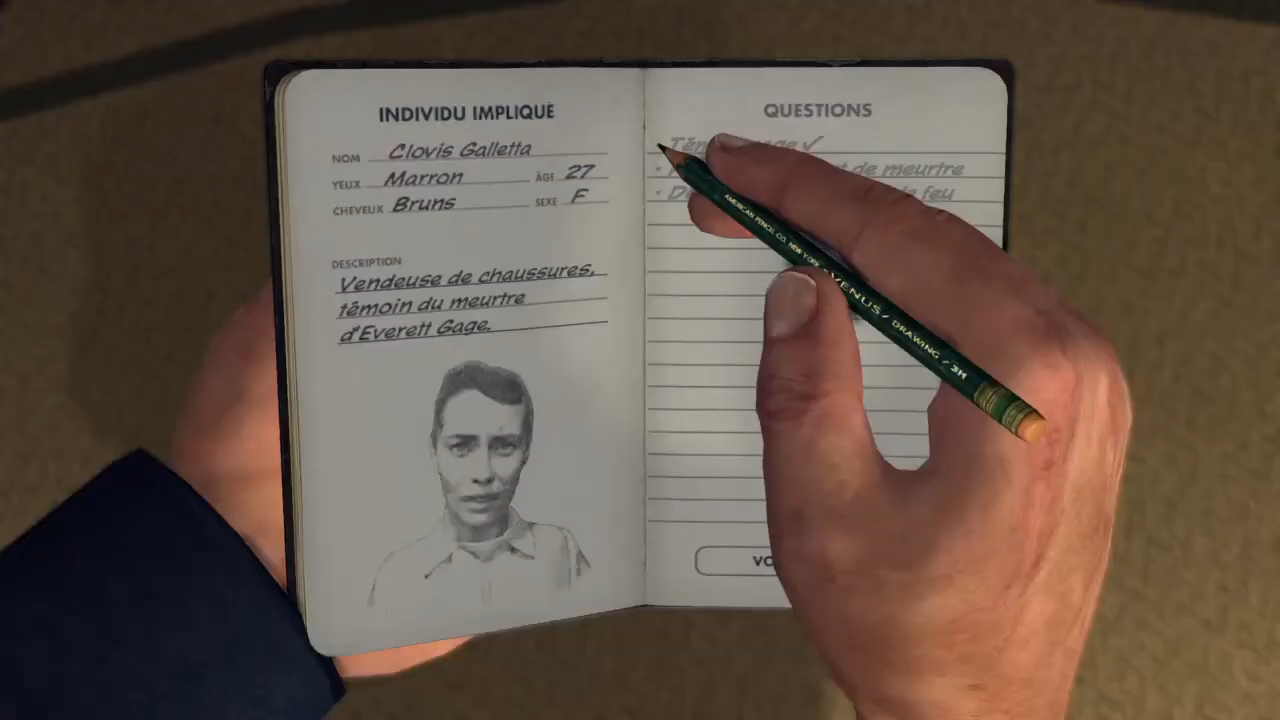 INDIVIDU IMPLIQUÉ
NOM Clovis Galletta
YEUX Marron ÂGE 27
CHEVEUX Bruns SEXE F
DESCRIPTION
Vendeuse de chaussures,
témoin du meurtre
d'Everett Gage.
QUESTIONS
de meurtre
feu
AMERICAN PENCIL CO. NEW YORK VENUS / DRAWING / 3H